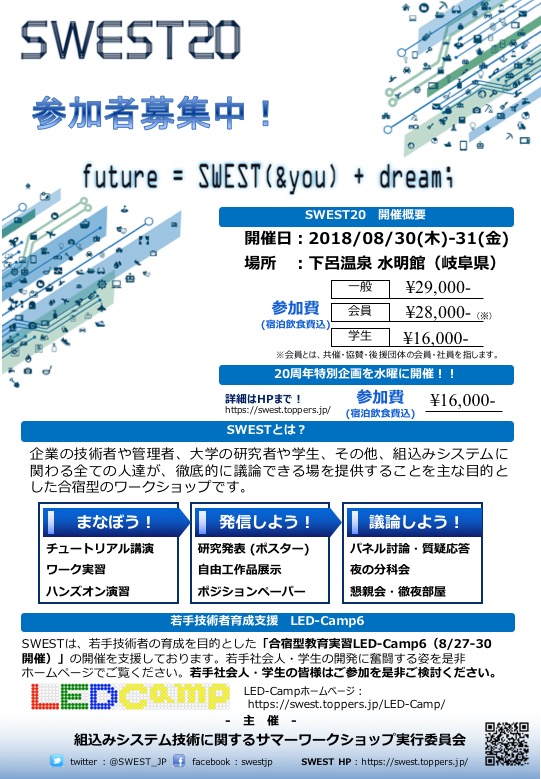 SWEST20
参加者募集中！
future = SWEST(&you) + dream;
SWEST20　開催概要
開催日：2018/08/30(木)-31(金)
場所　：下呂温泉 水明館（岐阜県）
参加費
(宿泊飲食費込)
一般 ¥29,000-
会員 ¥28,000-（※）
学生 ¥16,000-
※会員とは、共催・協賛・後援団体の会員・社員を指します。
20周年特別企画を水曜に開催！！
詳細はHPまで！
https://swest.toppers.jp/
参加費
(宿泊飲食費込)
¥16,000-
SWESTとは？
企業の技術者や管理者、大学の研究者や学生、その他、組込みシステムに
関わる全ての人達が、徹底的に議論できる場を提供することを主な目的と
した合宿型のワークショップです。
まなぼう！
チュートリアル講演
ワーク実習
ハンズオン演習
発信しよう！
研究発表 (ポスター)
自由工作品展示
ポジションペーパー
議論しよう！
パネル討論・質疑応答
夜の分科会
懇親会・徹夜部屋
若手技術者育成支援　LED-Camp6
SWESTは、若手技術者の育成を目的とした「合宿型教育実習LED-Camp6（8/27-30
開催）」の開催を支援しております。若手社会人・学生の開発に奮闘する姿を是非
ホームページでご覧ください。若手社会人・学生の皆様はご参加を是非ご検討ください。
LEDCamp
LED-Campホームページ：
https://swest.toppers.jp/LED-Camp/
- 主 催 -
組込みシステム技術に関するサマーワークショップ実行委員会
twitter : @SWEST_JP facebook : swestjp SWEST HP : https://swest.toppers.jp/